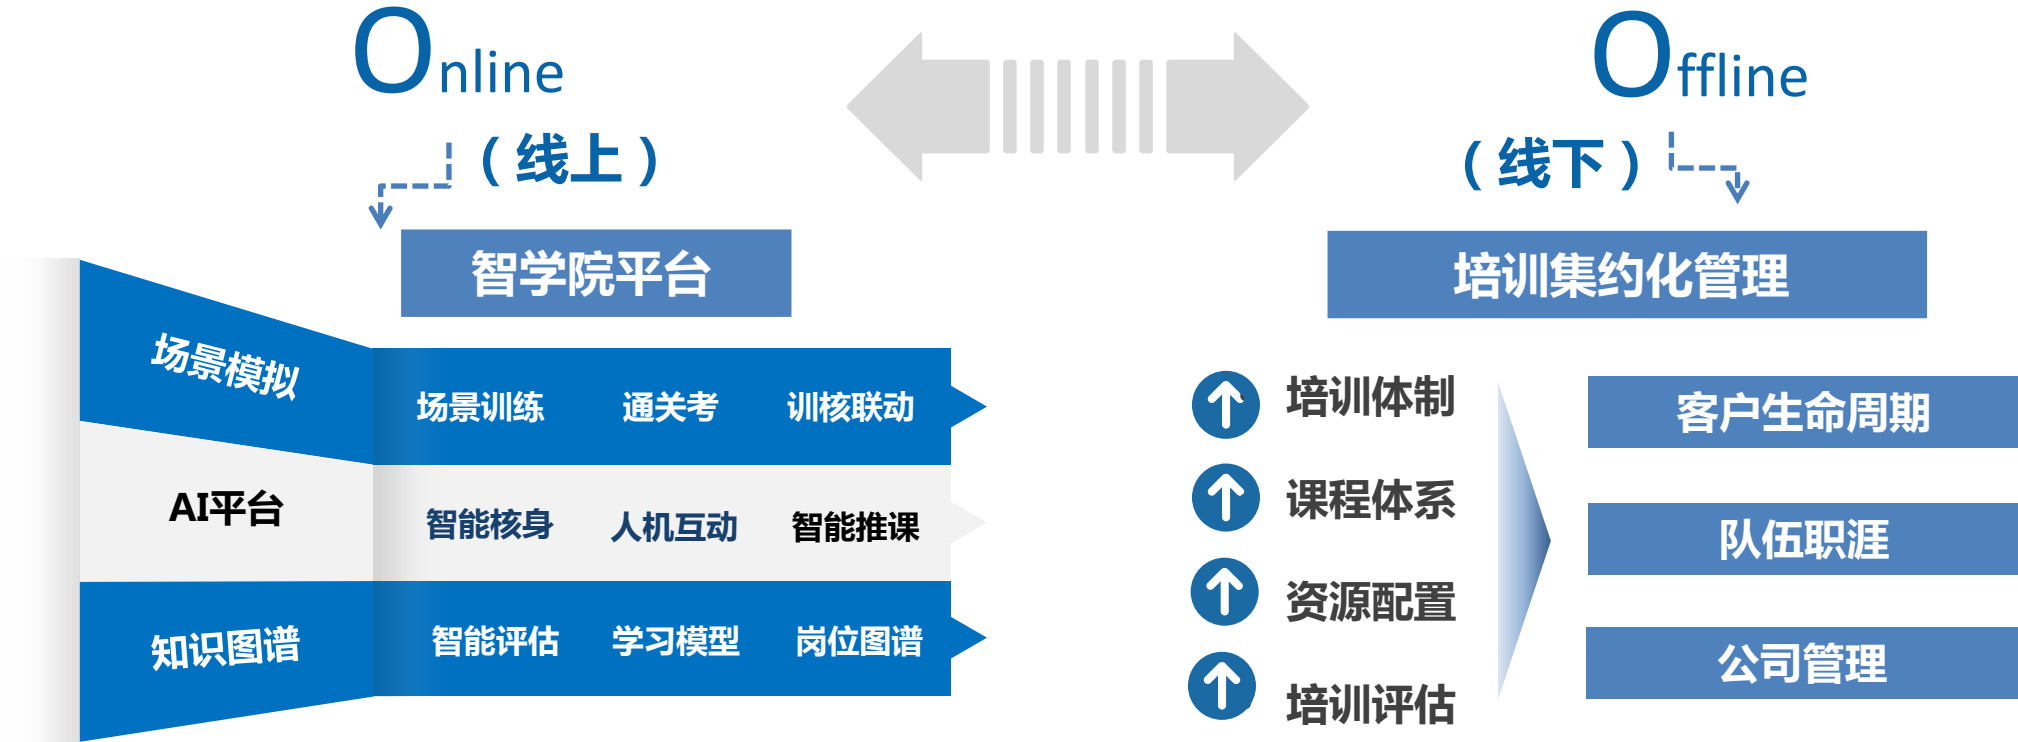 Online
（线上）
智学院平台
场景模拟
场景训练 通关考 训核联动
AI平台
智能核身 人机互动 智能推课
知识图谱
智能评估 学习模型 岗位图谱
Offline
（线下）
培训集约化管理
培训体制
课程体系
资源配置
培训评估
客户生命周期
队伍职涯
公司管理